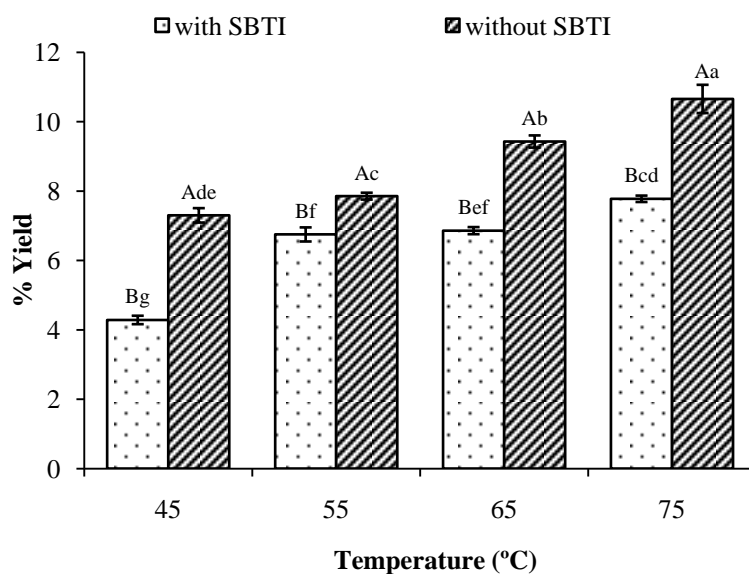 with SBTI without SBTI
12
10
8
6
4
2
0
% Yield
Bg Ade Bf Ac Bef Ab Bcd Aa
45 55 65 75
Temperature (ºC)